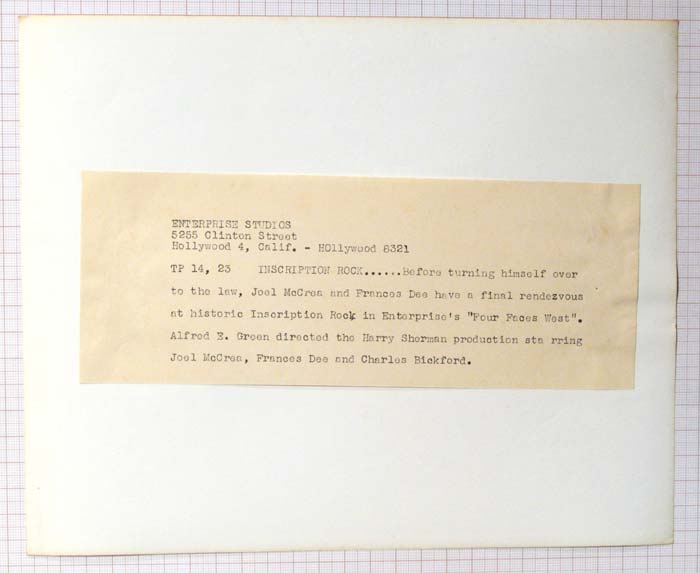 ENTERPRISE STUDIOS
5255 Clinton Street
Hollywood 4, Calif. - HOllywood 8321
TP 14, 23 INSCRIPTION ROCK......Before turning himself over
to the law, Joel McCrea and Frances Dee have a final rendezvous
at historic Inscription Rock in Enterprise's "Four Faces West".
Alfred E. Green directed the Harry Sherman production sta rring
Joel McCrea, Frances Dee and Charles Bickford.